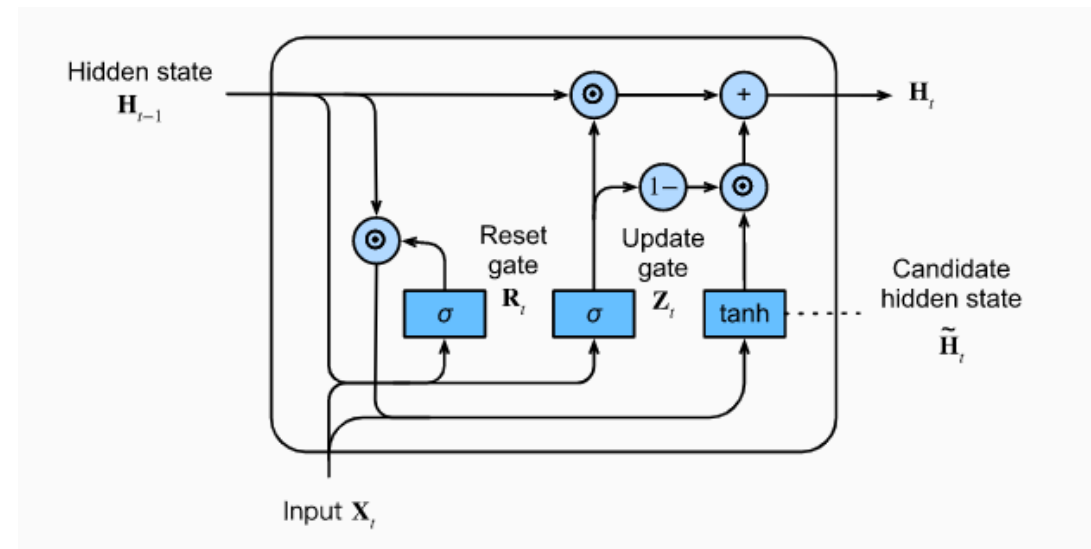 Hidden state
H_{t−1}
⊙
+
H_t
1−
⊙
⊙
Reset
gate
R_t
Update
gate
Z_t
Candidate
hidden state
H̃_t
σ
σ
tanh
Input X_t